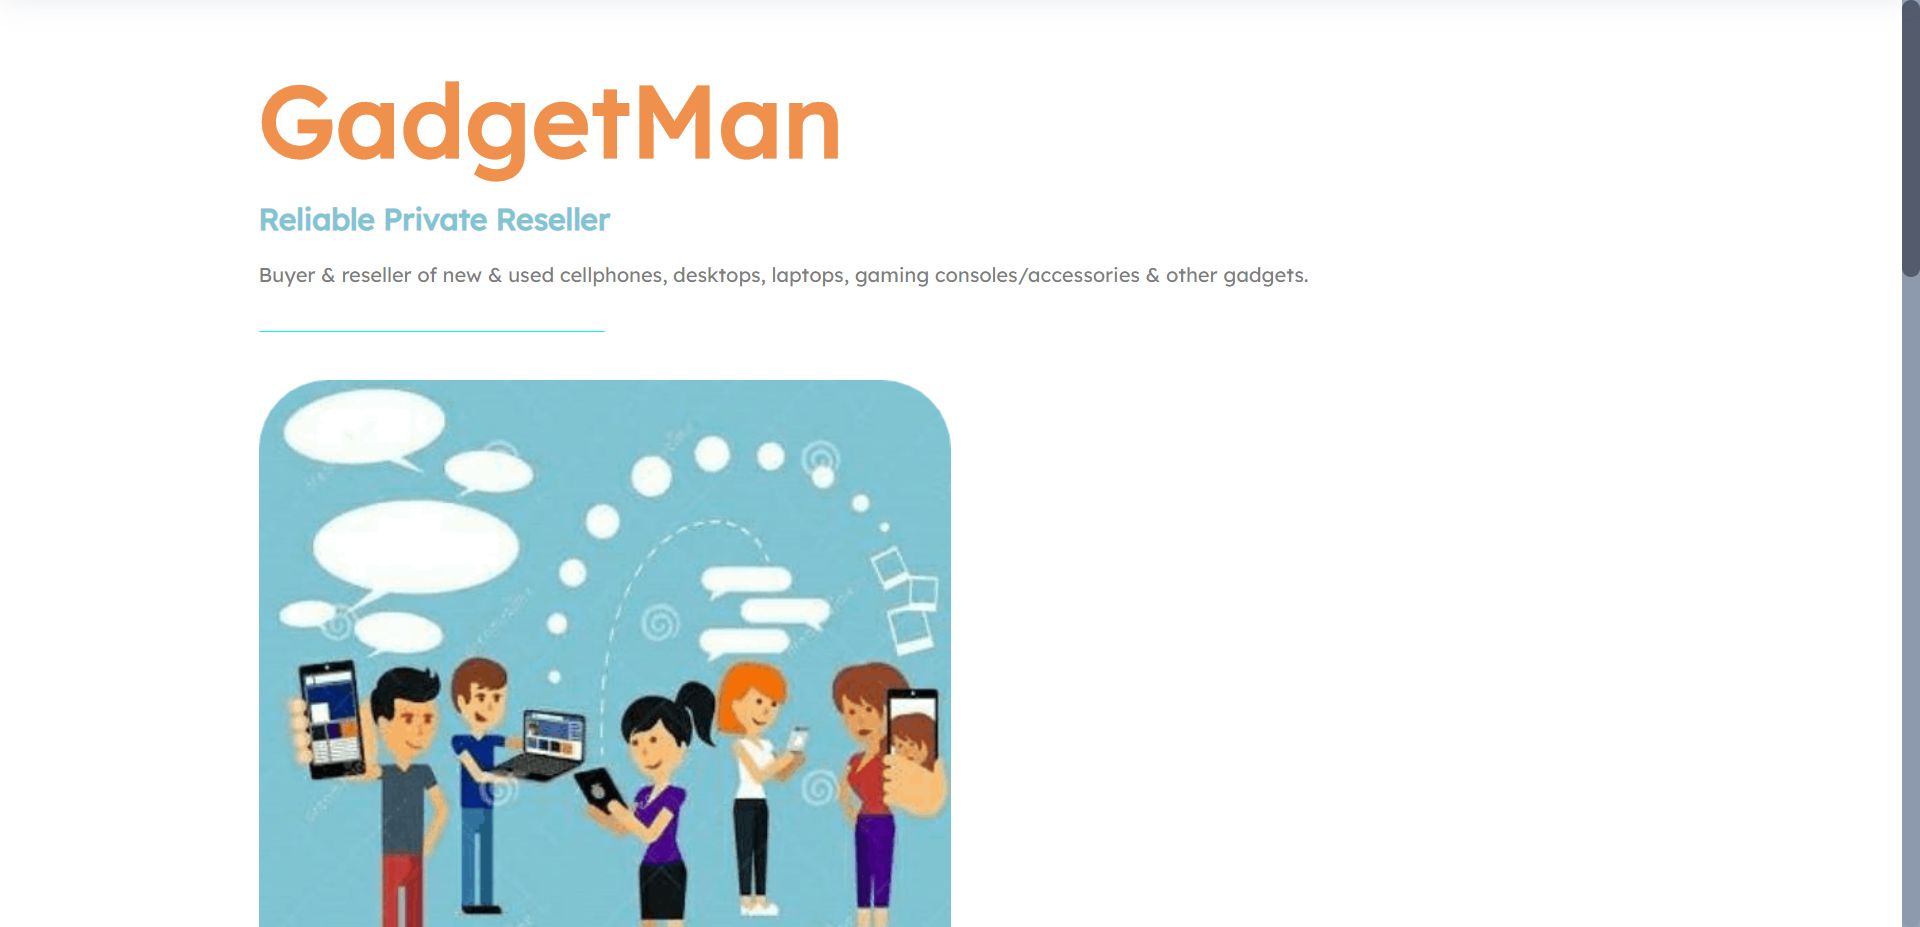 GadgetMan
Reliable Private Reseller
Buyer & reseller of new & used cellphones, desktops, laptops, gaming consoles/accessories & other gadgets.